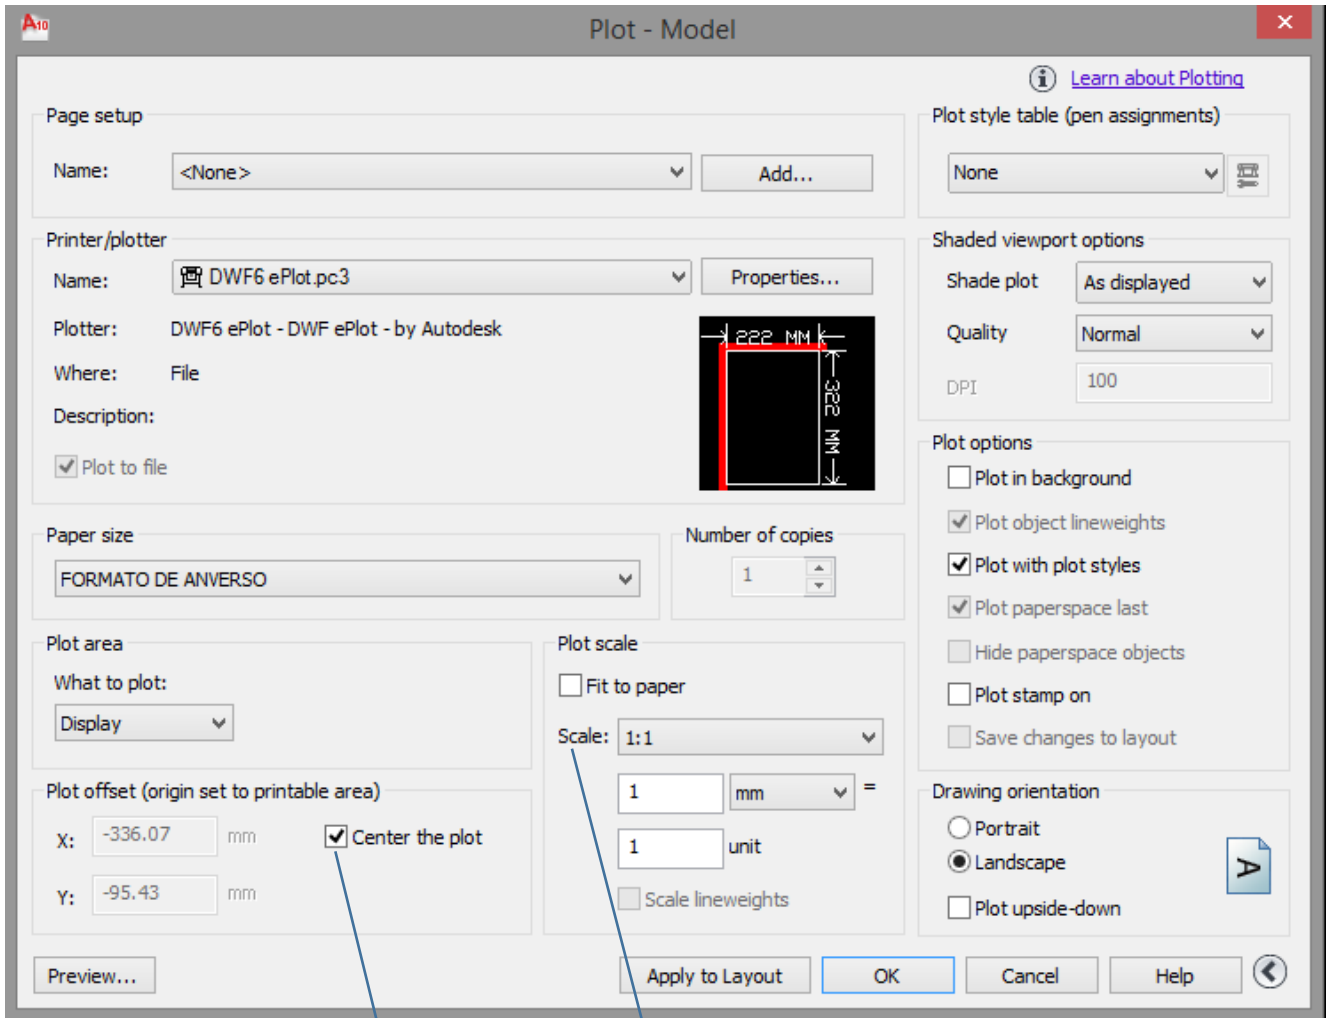 A10
Plot - Model
Learn about Plotting
Page setup
Name: <None> Add...
Plot style table (pen assignments)
None
Printer/plotter
Name: DWF6 ePlot.pc3 Properties...
Plotter: DWF6 ePlot - DWF ePlot - by Autodesk
Where: File
Description:
Plot to file
222 MM
322 MM
Shaded viewport options
Shade plot As displayed
Quality Normal
DPI 100
Paper size
FORMATO DE ANVERSO
Number of copies
1
Plot options
Plot in background
Plot object lineweights
Plot with plot styles
Plot paperspace last
Hide paperspace objects
Plot stamp on
Save changes to layout
Plot area
What to plot:
Display
Plot scale
Fit to paper
Scale: 1:1
1 mm =
1 unit
Scale lineweights
Plot offset (origin set to printable area)
X: -336.07 mm Center the plot
Y: -95.43 mm
Drawing orientation
Portrait
Landscape
Plot upside-down
A
Preview... Apply to Layout OK Cancel Help